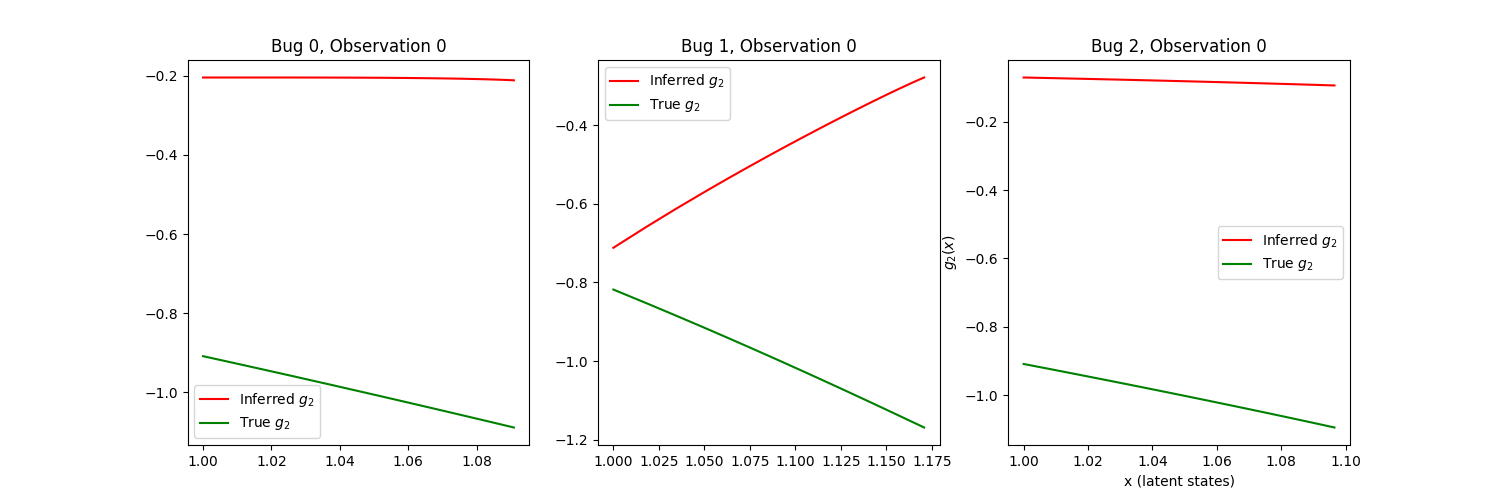 Bug 0, Observation 0
−0.2
−0.4
−0.6
−0.8
−1.0
Inferred g₂
True g₂
1.00 1.02 1.04 1.06 1.08
Bug 1, Observation 0
Inferred g₂
True g₂
−0.4
−0.6
−0.8
−1.0
−1.2
1.000 1.025 1.050 1.075 1.100 1.125 1.150 1.175
Bug 2, Observation 0
g₂(x)
−0.2
−0.4
−0.6
−0.8
−1.0
Inferred g₂
True g₂
1.00 1.02 1.04 1.06 1.08 1.10
x (latent states)